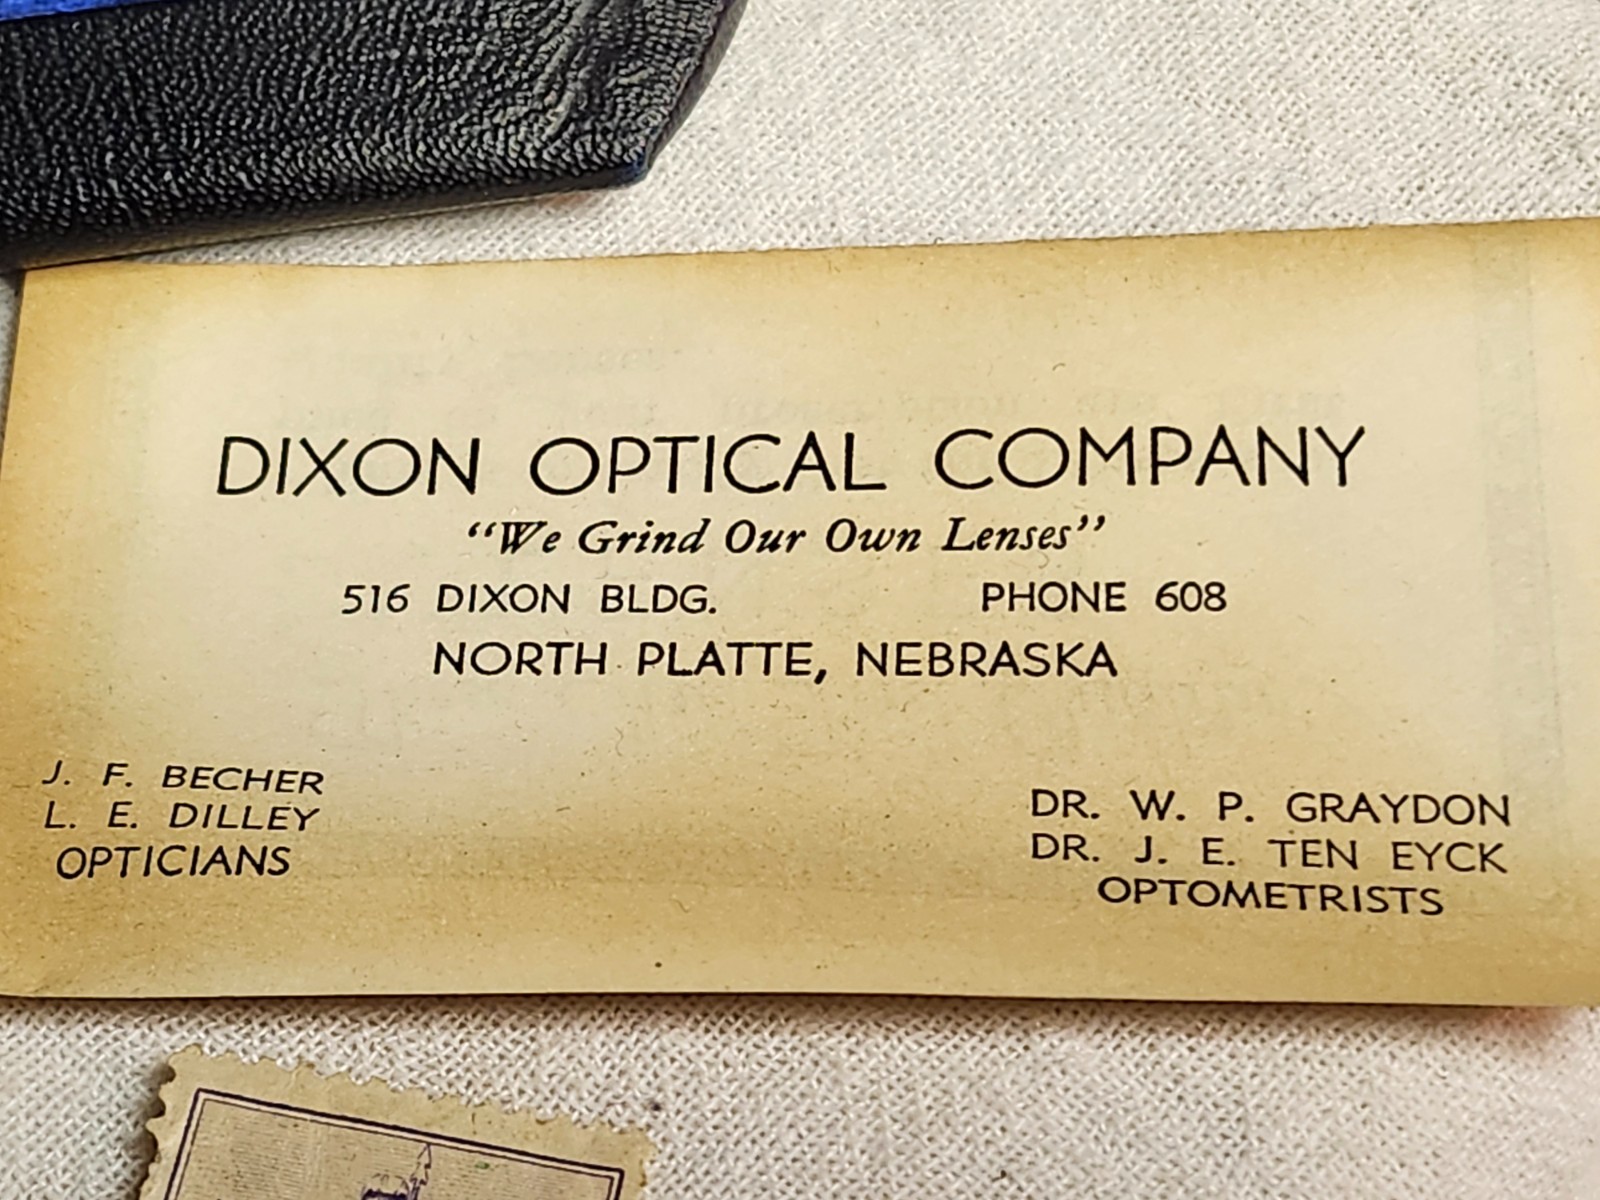 DIXON OPTICAL COMPANY
“We Grind Our Own Lenses”
516 DIXON BLDG. PHONE 608
NORTH PLATTE, NEBRASKA
J. F. BECHER
L. E. DILLEY
OPTICIANS
DR. W. P. GRAYDON
DR. J. E. TEN EYCK
OPTOMETRISTS